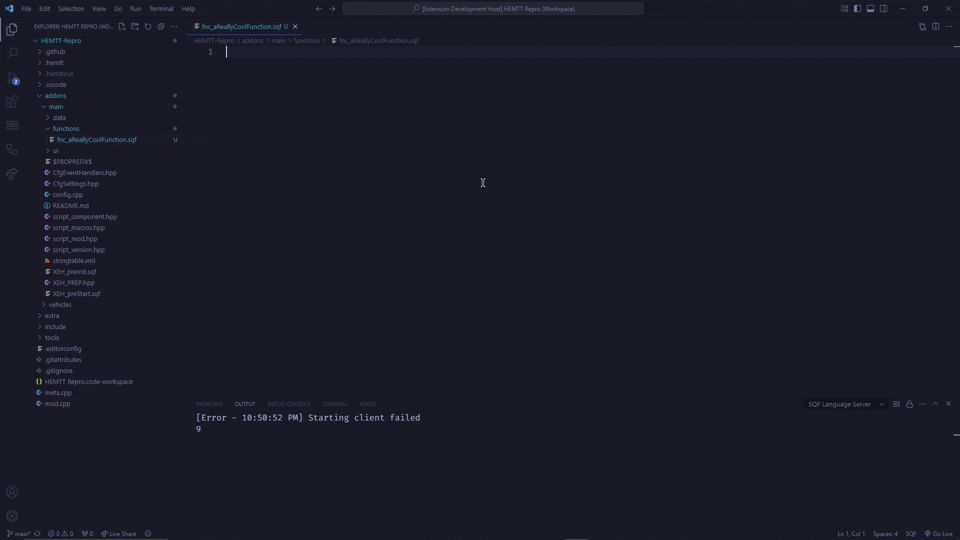 File Edit Selection View Go Run Terminal Help
[Extension Development Host] HEMTT Repro (Workspace)
EXPLORER: HEMTT REPRO (WO...
fnc_aReallyCoolFunction.sqf U
HEMTT-Repro > addons > main > functions > fnc_aReallyCoolFunction.sqf
1
HEMTT-Repro
.github
.hemtt
.hemttout
.vscode
addons
main
data
functions
fnc_aReallyCoolFunction.sqf U
ui
$PBOPREFIX$
CfgEventHandlers.hpp
CfgSettings.hpp
config.cpp
README.md
script_component.hpp
script_macros.hpp
script_mod.hpp
script_version.hpp
stringtable.xml
XEH_preInit.sqf
XEH_PREP.hpp
XEH_preStart.sqf
vehicles
extra
include
tools
.editorconfig
.gitattributes
.gitignore
HEMTT Repro.code-workspace
meta.cpp
mod.cpp
2
PROBLEMS OUTPUT DEBUG CONSOLE TERMINAL PORTS
SQF Language Server
[Error - 10:50:52 PM] Starting client failed
9
main* 0 0 0 Live Share
Ln 1, Col 1 Spaces: 4 SQF Go Live